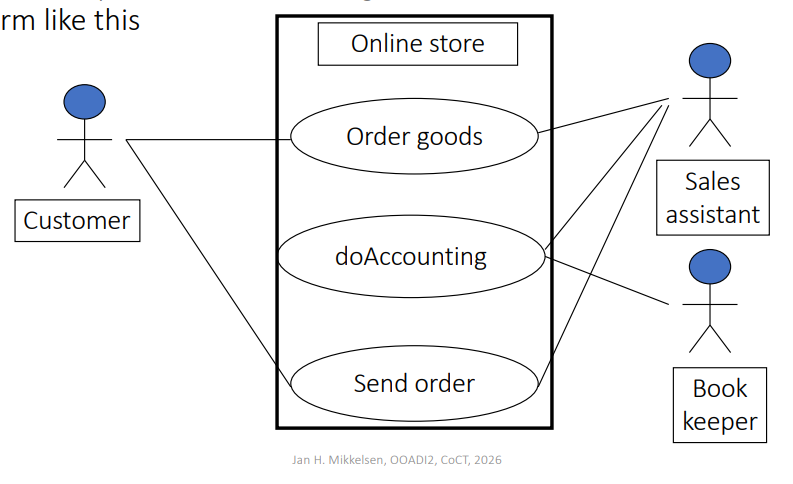 rm like this
Online store
Order goods
Customer
Sales
assistant
doAccounting
Send order
Book
keeper
Jan H. Mikkelsen, OOADI2, CoCT, 2026